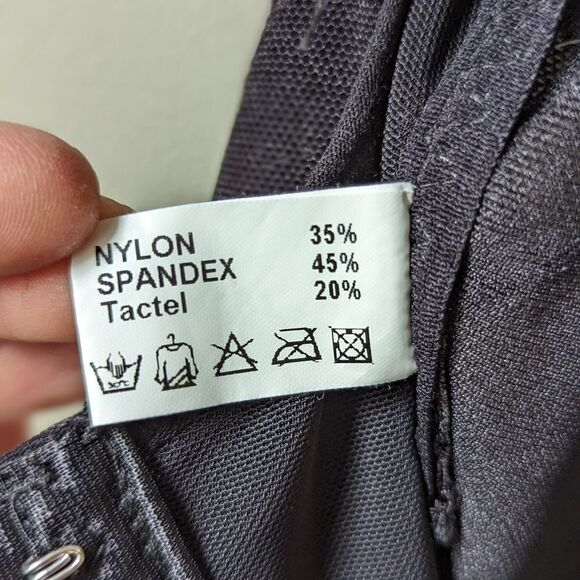 NYLON 35%
SPANDEX 45%
Tactel 20%